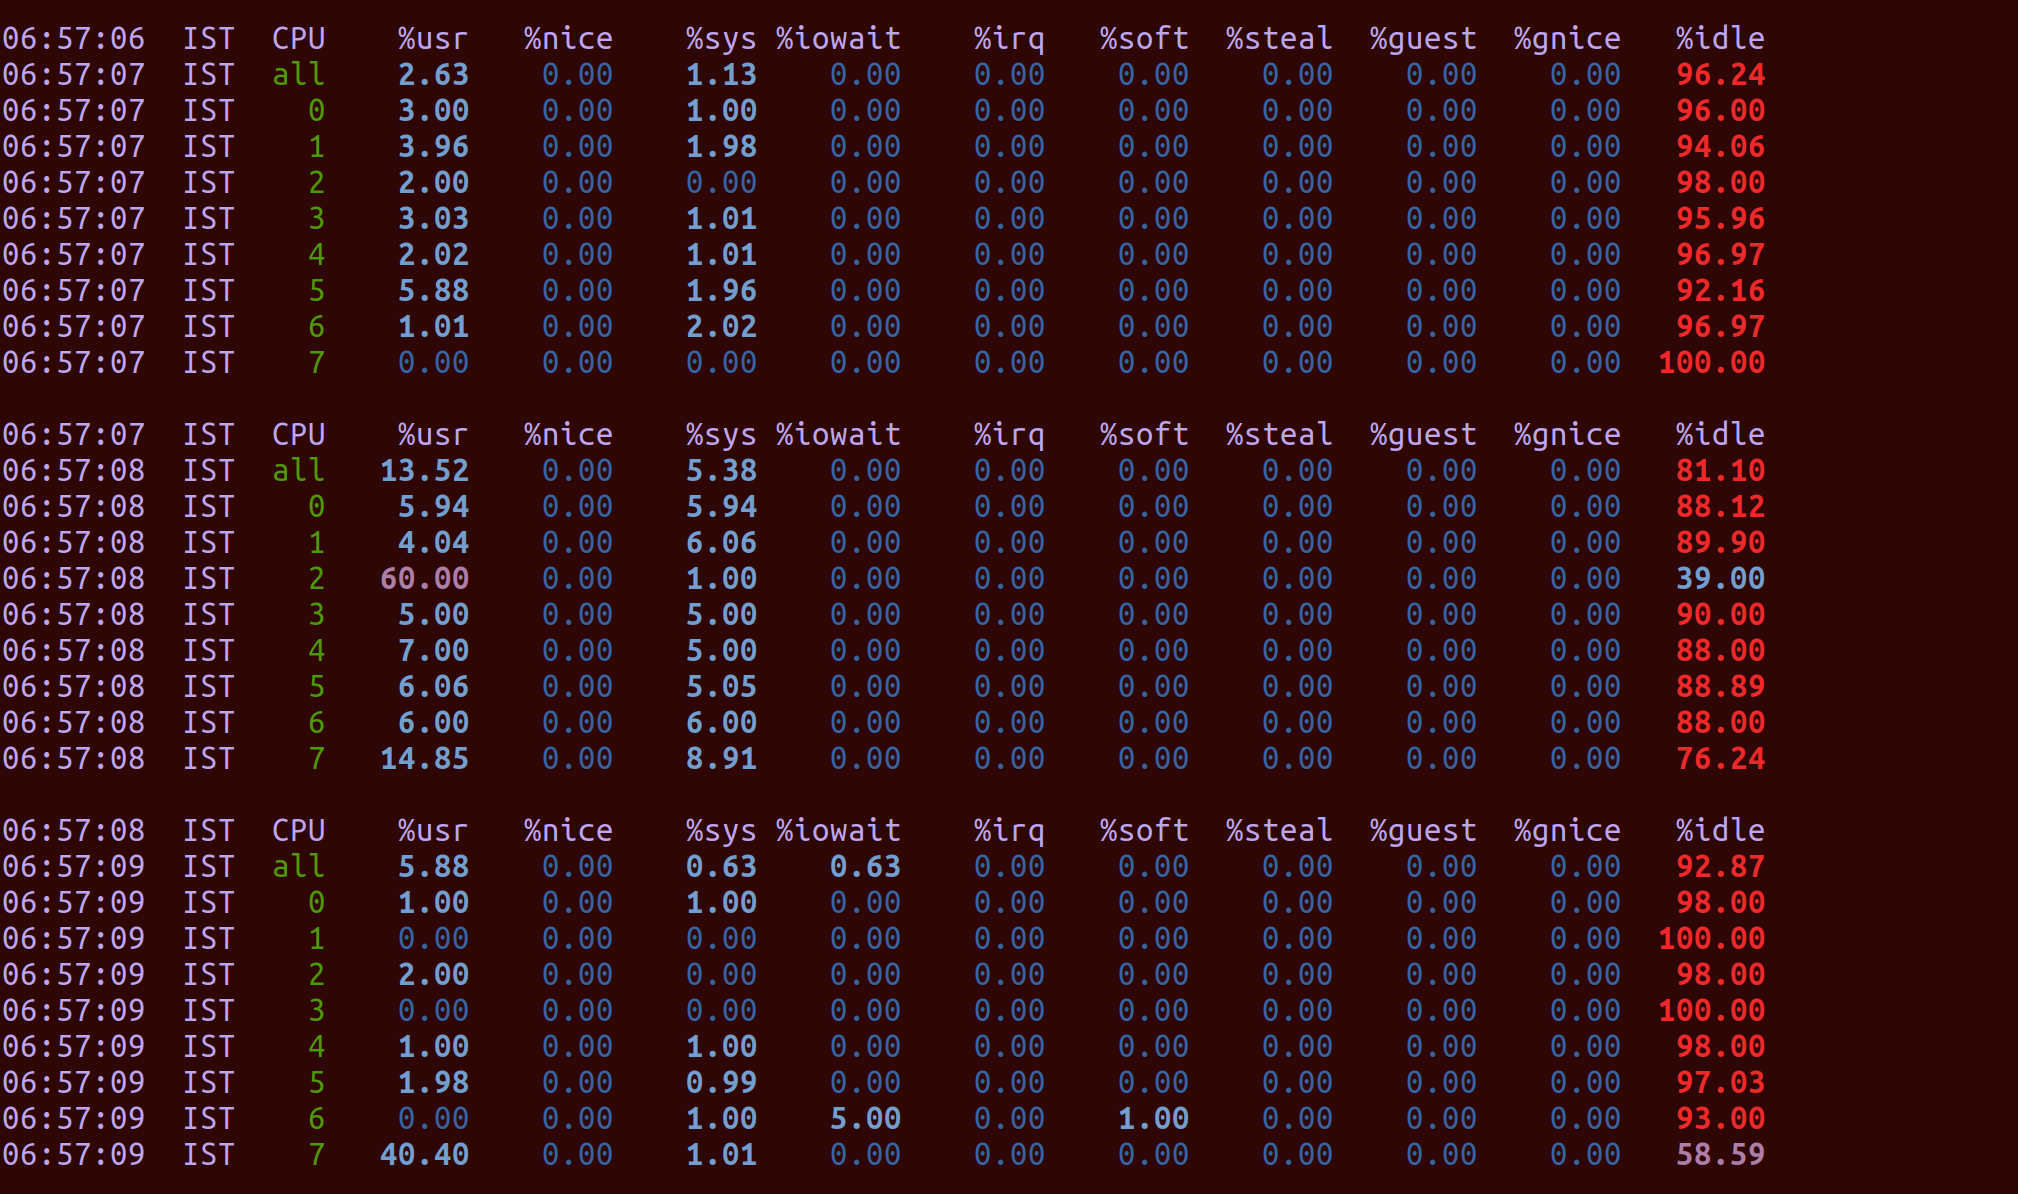 06:57:06 IST CPU %usr %nice %sys %iowait %irq %soft %steal %guest %gnice %idle
06:57:07 IST all 2.63 0.00 1.13 0.00 0.00 0.00 0.00 0.00 0.00 96.24
06:57:07 IST 0 3.00 0.00 1.00 0.00 0.00 0.00 0.00 0.00 0.00 96.00
06:57:07 IST 1 3.96 0.00 1.98 0.00 0.00 0.00 0.00 0.00 0.00 94.06
06:57:07 IST 2 2.00 0.00 0.00 0.00 0.00 0.00 0.00 0.00 0.00 98.00
06:57:07 IST 3 3.03 0.00 1.01 0.00 0.00 0.00 0.00 0.00 0.00 95.96
06:57:07 IST 4 2.02 0.00 1.01 0.00 0.00 0.00 0.00 0.00 0.00 96.97
06:57:07 IST 5 5.88 0.00 1.96 0.00 0.00 0.00 0.00 0.00 0.00 92.16
06:57:07 IST 6 1.01 0.00 2.02 0.00 0.00 0.00 0.00 0.00 0.00 96.97
06:57:07 IST 7 0.00 0.00 0.00 0.00 0.00 0.00 0.00 0.00 0.00 100.00
06:57:07 IST CPU %usr %nice %sys %iowait %irq %soft %steal %guest %gnice %idle
06:57:08 IST all 13.52 0.00 5.38 0.00 0.00 0.00 0.00 0.00 0.00 81.10
06:57:08 IST 0 5.94 0.00 5.94 0.00 0.00 0.00 0.00 0.00 0.00 88.12
06:57:08 IST 1 4.04 0.00 6.06 0.00 0.00 0.00 0.00 0.00 0.00 89.90
06:57:08 IST 2 60.00 0.00 1.00 0.00 0.00 0.00 0.00 0.00 0.00 39.00
06:57:08 IST 3 5.00 0.00 5.00 0.00 0.00 0.00 0.00 0.00 0.00 90.00
06:57:08 IST 4 7.00 0.00 5.00 0.00 0.00 0.00 0.00 0.00 0.00 88.00
06:57:08 IST 5 6.06 0.00 5.05 0.00 0.00 0.00 0.00 0.00 0.00 88.89
06:57:08 IST 6 6.00 0.00 6.00 0.00 0.00 0.00 0.00 0.00 0.00 88.00
06:57:08 IST 7 14.85 0.00 8.91 0.00 0.00 0.00 0.00 0.00 0.00 76.24
06:57:08 IST CPU %usr %nice %sys %iowait %irq %soft %steal %guest %gnice %idle
06:57:09 IST all 5.88 0.00 0.63 0.63 0.00 0.00 0.00 0.00 0.00 92.87
06:57:09 IST 0 1.00 0.00 1.00 0.00 0.00 0.00 0.00 0.00 0.00 98.00
06:57:09 IST 1 0.00 0.00 0.00 0.00 0.00 0.00 0.00 0.00 0.00 100.00
06:57:09 IST 2 2.00 0.00 0.00 0.00 0.00 0.00 0.00 0.00 0.00 98.00
06:57:09 IST 3 0.00 0.00 0.00 0.00 0.00 0.00 0.00 0.00 0.00 100.00
06:57:09 IST 4 1.00 0.00 1.00 0.00 0.00 0.00 0.00 0.00 0.00 98.00
06:57:09 IST 5 1.98 0.00 0.99 0.00 0.00 0.00 0.00 0.00 0.00 97.03
06:57:09 IST 6 0.00 0.00 1.00 5.00 0.00 1.00 0.00 0.00 0.00 93.00
06:57:09 IST 7 40.40 0.00 1.01 0.00 0.00 0.00 0.00 0.00 0.00 58.59